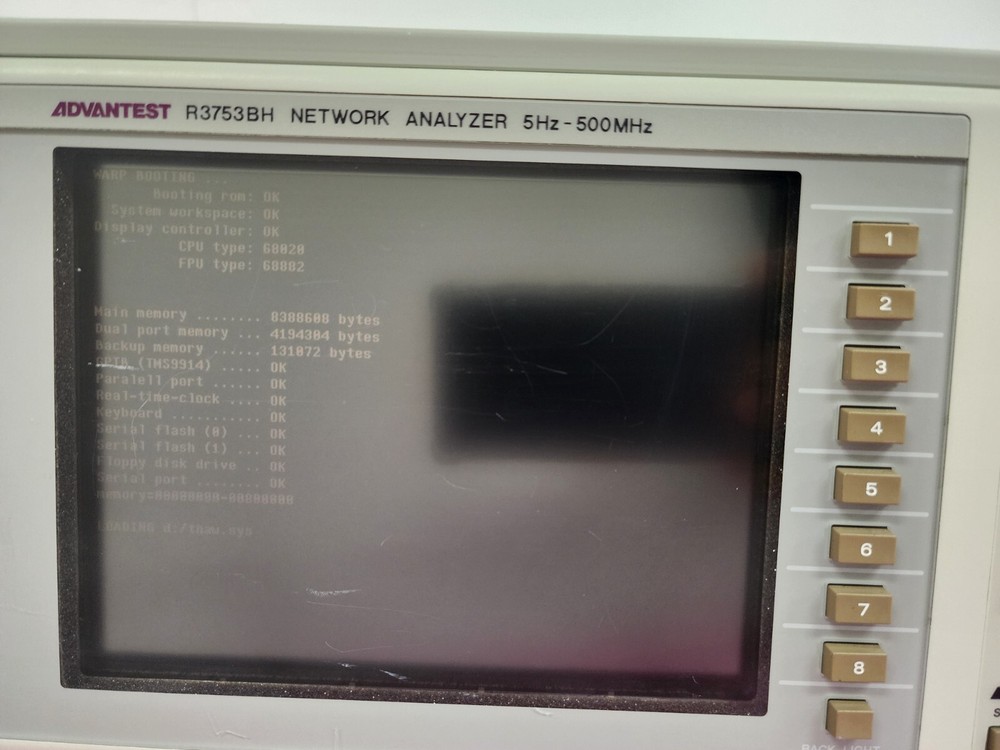 ADVANTEST R3753BH NETWORK ANALYZER 5Hz-500MHz
WARP BOOTING ...
Booting rom: OK
System workspace: OK
Display controller: OK
CPU type: 68020
FPU type: 68882
Main memory ........ 8388608 bytes
Dual port memory ... 4194304 bytes
Backup memory ...... 131072 bytes
GPIB (TMS9914) ..... OK
Paralell port ...... OK
Real-time-clock .... OK
Keyboard ........... OK
Serial flash (0) ... OK
Serial flash (1) ... OK
Floppy disk drive .. OK
Serial port ........ OK
LOADING
1
2
3
4
5
6
7
8